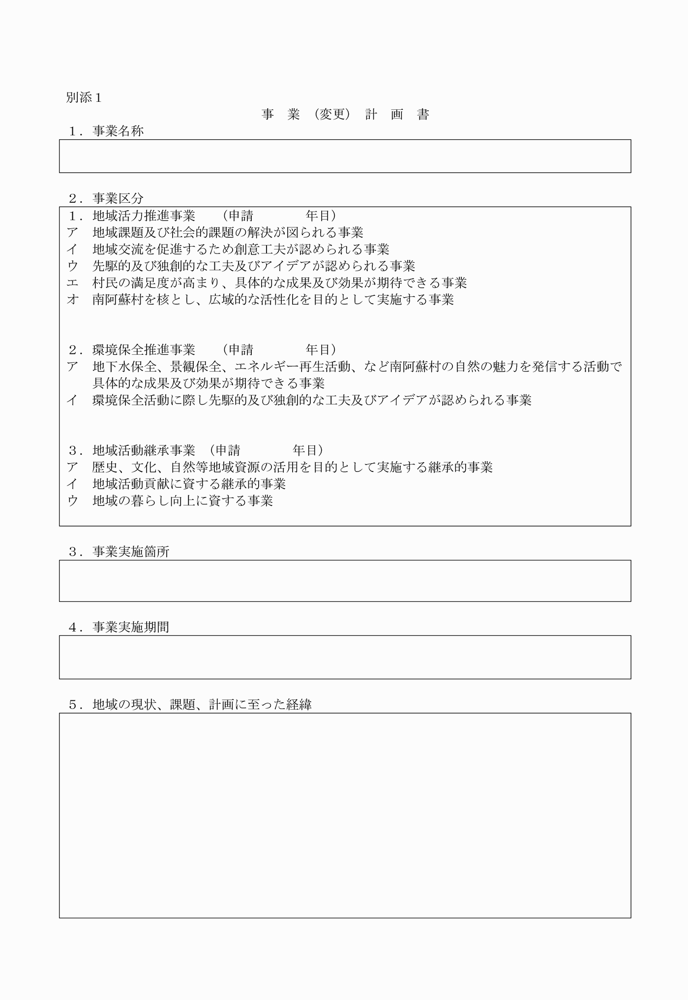 別添１
事　業　（変更）　計　画　書
１．事業名称
２．事業区分
１．地域活力推進事業　　（申請　　　　年目）
ア　地域課題及び社会的課題の解決が図られる事業
イ　地域交流を促進するため創意工夫が認められる事業
ウ　先駆的及び独創的な工夫及びアイデアが認められる事業
エ　村民の満足度が高まり、具体的な成果及び効果が期待できる事業
オ　南阿蘇村を核とし、広域的な活性化を目的として実施する事業
２．環境保全推進事業　　（申請　　　　年目）
ア　地下水保全、景観保全、エネルギー再生活動、など南阿蘇村の自然の魅力を発信する活動で
具体的な成果及び効果が期待できる事業
イ　環境保全活動に際し先駆的及び独創的な工夫及びアイデアが認められる事業
３．地域活動継承事業　（申請　　　　年目）
ア　歴史、文化、自然等地域資源の活用を目的として実施する継承的事業
イ　地域活動貢献に資する継承的事業
ウ　地域の暮らし向上に資する事業
３．事業実施箇所
４．事業実施期間
５．地域の現状、課題、計画に至った経緯